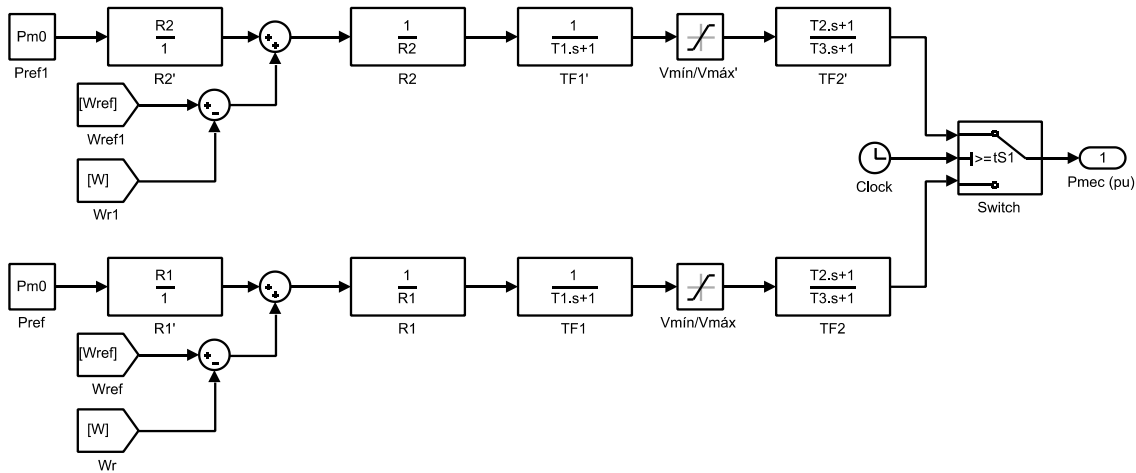 Pm0
Pref1
R2
1
R2'
1
R2
R2
1
T1.s+1
TF1'
Vmín/Vmáx'
T2.s+1
T3.s+1
TF2'
[Wref]
Wref1
[W]
Wr1
Clock
>=tS1
Switch
1
Pmec (pu)
Pm0
Pref
R1
1
R1'
1
R1
R1
1
T1.s+1
TF1
Vmín/Vmáx
T2.s+1
T3.s+1
TF2
[Wref]
Wref
[W]
Wr